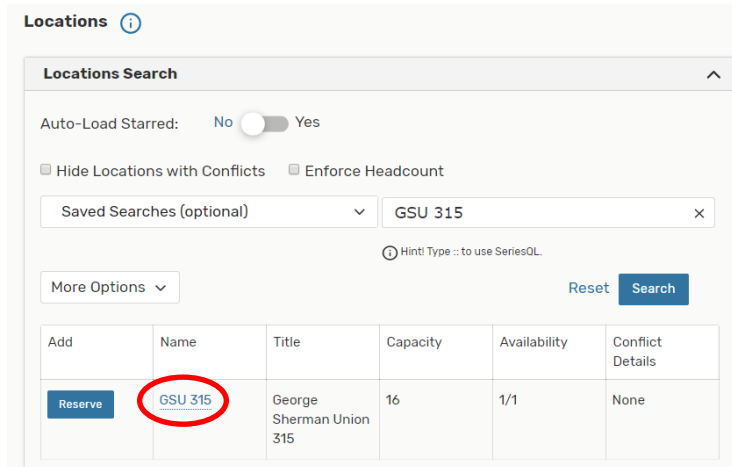 Locations
Locations Search
Auto-Load Starred: No Yes
Hide Locations with Conflicts Enforce Headcount
Saved Searches (optional) GSU 315
Hint! Type :: to use SeriesQL.
More Options Reset Search
Add Name Title Capacity Availability Conflict
Details
Reserve GSU 315 George 16 1/1 None
Sherman Union
315